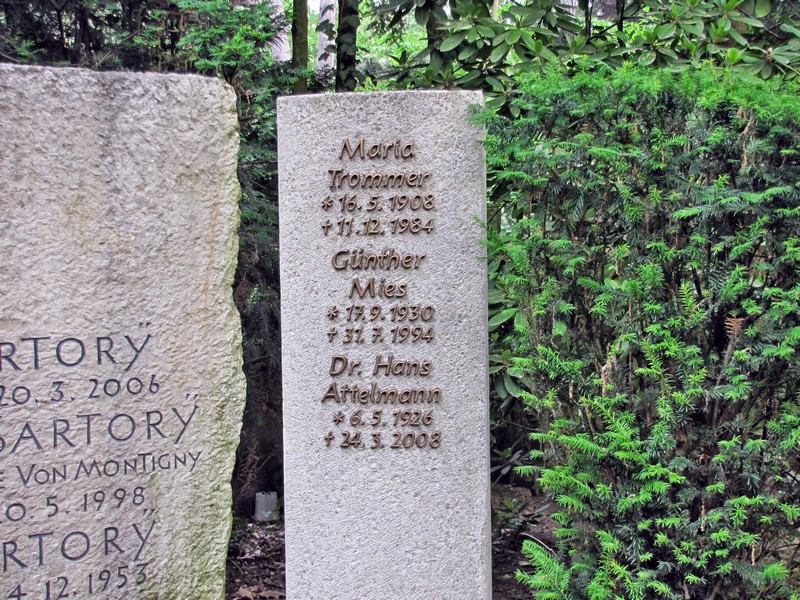 ARTORY"
20. 3. 2006
SARTORY"
VON MONTIGNY
20. 5. 1998
ARTORY"
4. 12. 1953
Maria
Trommer
* 16. 5. 1908
† 11. 12. 1984
Günther
Mies
* 17. 9. 1930
† 31. 7. 1994
Dr. Hans
Attelmann
* 6. 5. 1926
† 24. 3. 2008